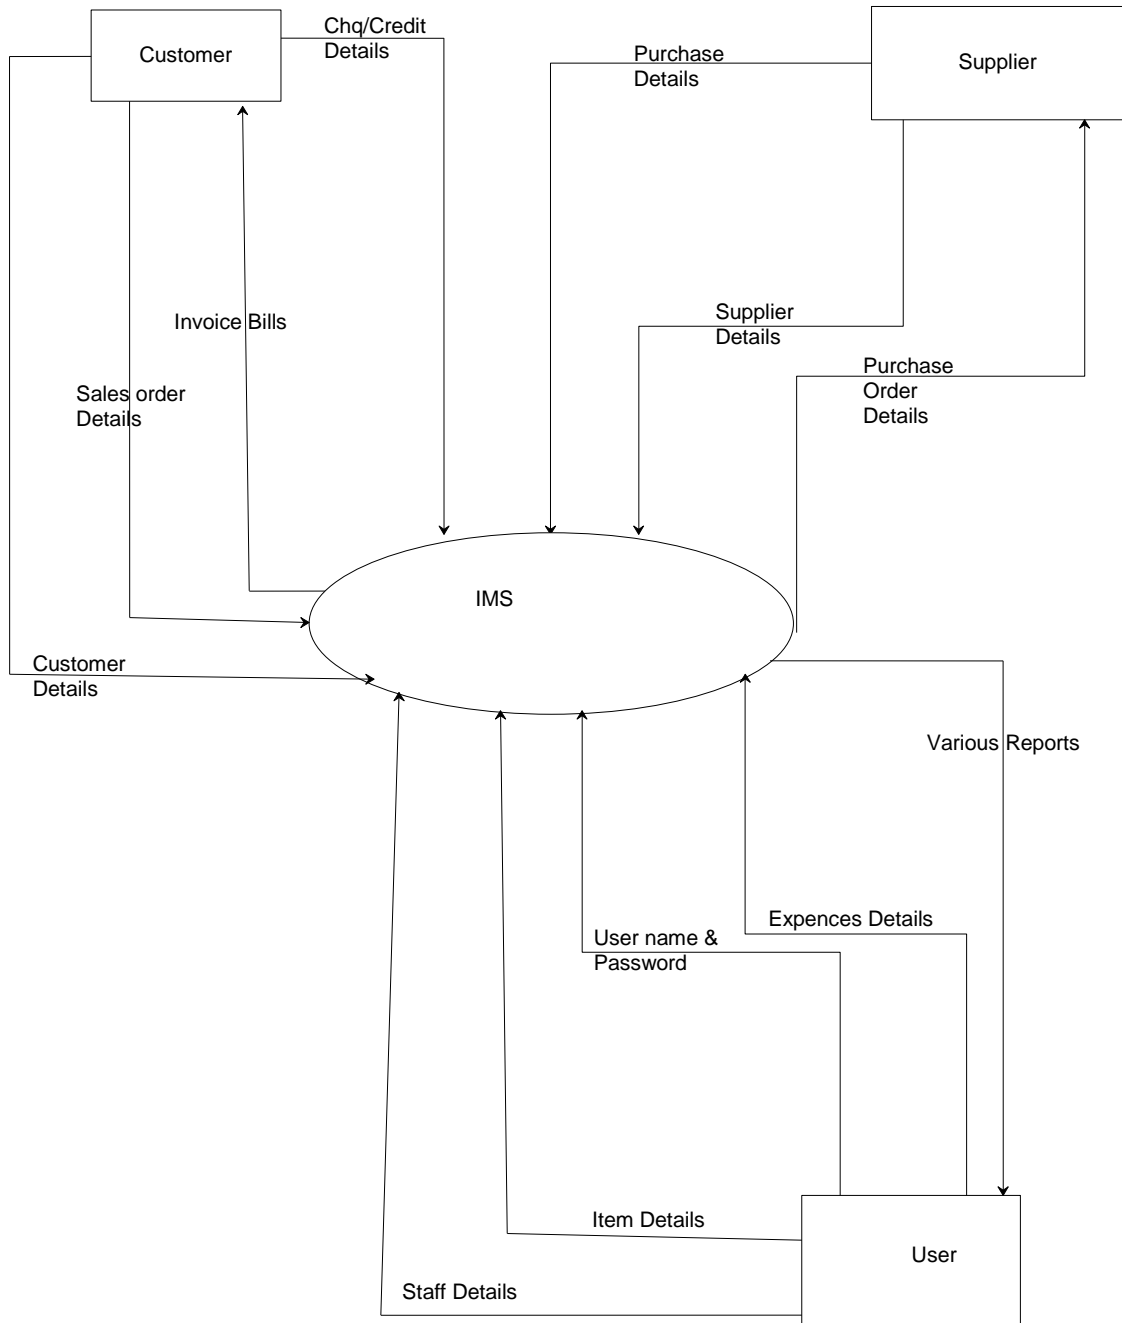 Chq/Credit
Details
Customer
Purchase
Details
Supplier
Invoice Bills
Supplier
Details
Purchase
Order
Details
Sales order
Details
IMS
Customer
Details
Various Reports
Expences Details
User name &
Password
Item Details
User
Staff Details